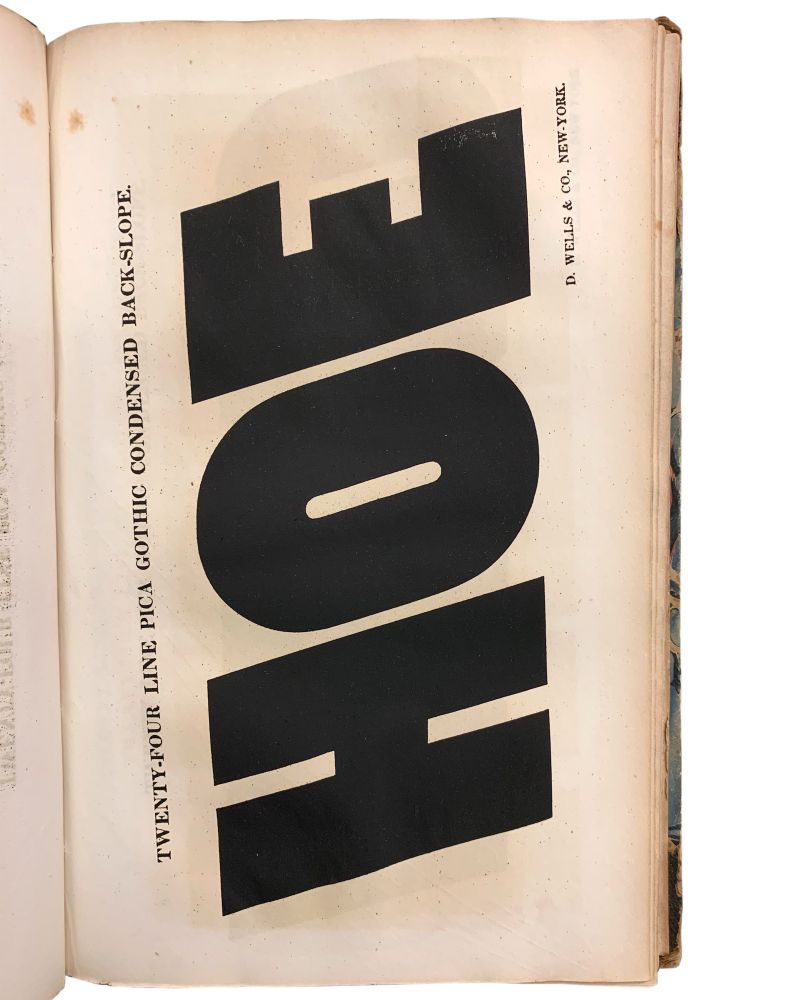 TWENTY-FOUR LINE PICA GOTHIC CONDENSED BACK-SLOPE.
HOE
D. WELLS & CO., NEW-YORK.